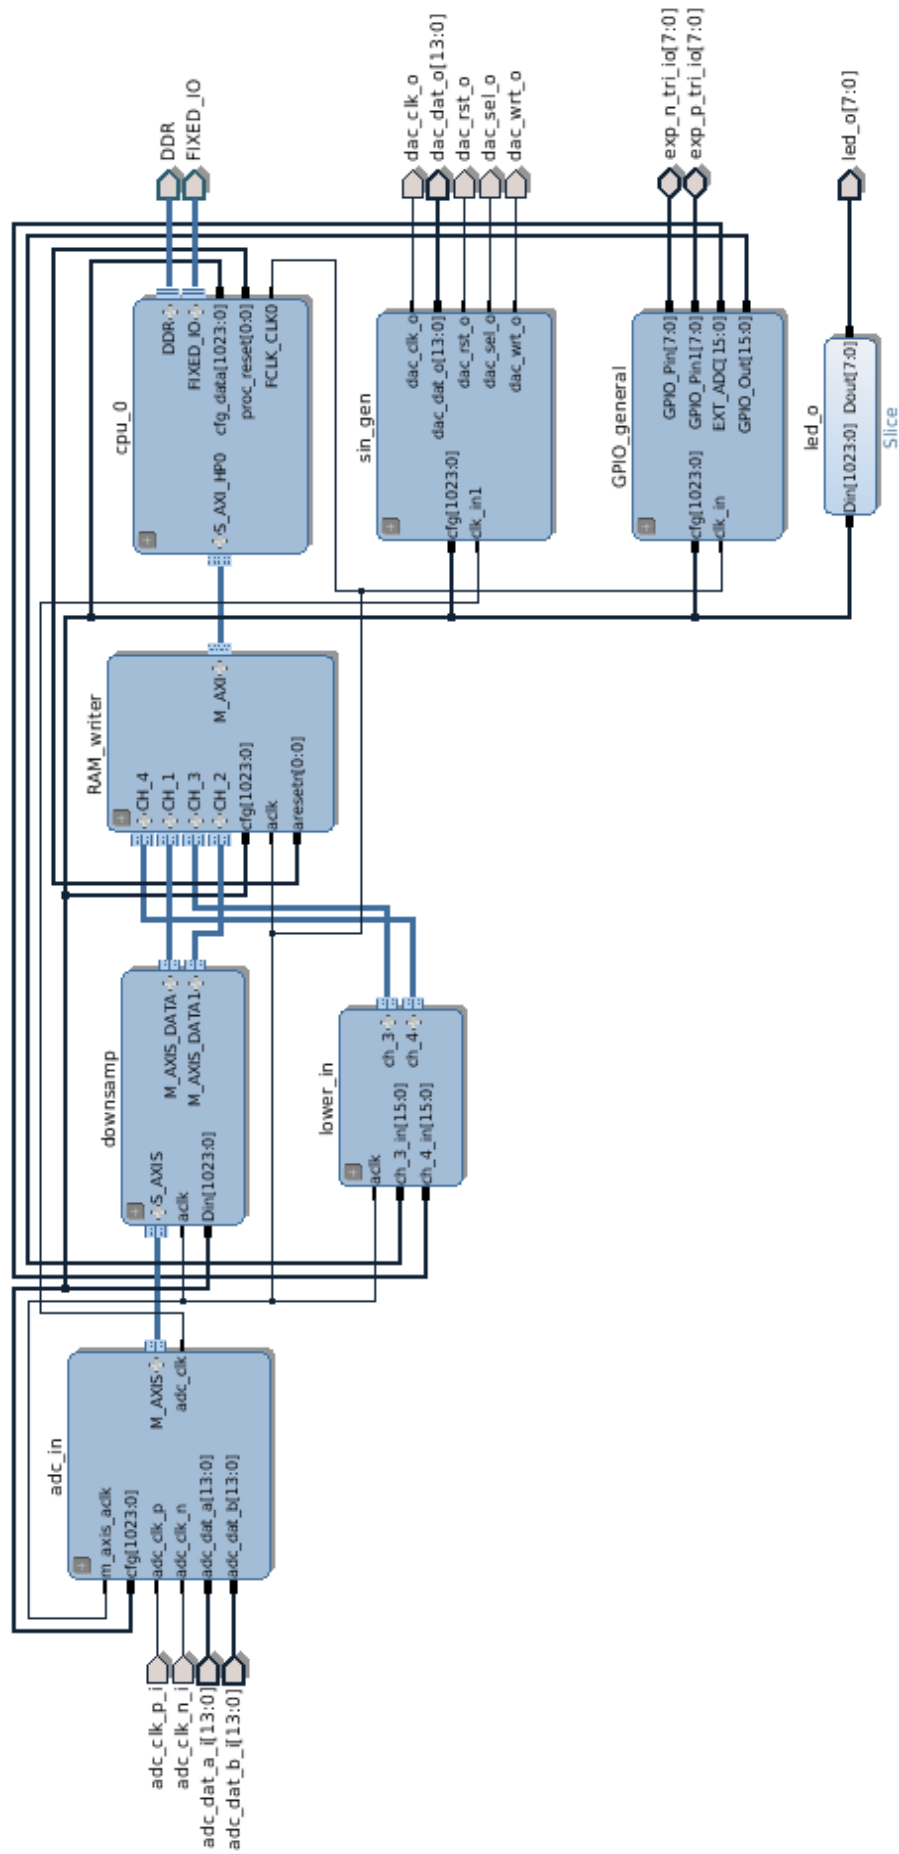 adc_clk_p_i
adc_clk_n_i
adc_dat_a_i[13:0]
adc_dat_b_i[13:0]
adc_in
m_axis_aclk
cfg[1023:0]
adc_clk_p
adc_clk_n
adc_dat_a[13:0]
adc_dat_b[13:0]
M_AXIS
adc_clk
downsamp
S_AXIS
aclk
Din[1023:0]
M_AXIS_DATA
M_AXIS_DATA1
lower_in
aclk
ch_3_in[15:0]
ch_4_in[15:0]
ch_3
ch_4
RAM_writer
CH_4
CH_1
CH_3
CH_2
cfg[1023:0]
aclk
aresetn[0:0]
M_AXI
cpu_0
S_AXI_HP0
DDR
FIXED_IO
cfg_data[1023:0]
proc_reset[0:0]
FCLK_CLK0
sin_gen
cfg[1023:0]
clk_in1
dac_clk_o
dac_dat_o[13:0]
dac_rst_o
dac_sel_o
dac_wrt_o
GPIO_general
cfg[1023:0]
clk_in
GPIO_Pin[7:0]
GPIO_Pin1[7:0]
EXT_ADC[15:0]
GPIO_Out[15:0]
led_o
Din[1023:0] Dout[7:0]
Slice
DDR
FIXED_IO
dac_clk_o
dac_dat_o[13:0]
dac_rst_o
dac_sel_o
dac_wrt_o
exp_n_tri_io[7:0]
exp_p_tri_io[7:0]
led_o[7:0]